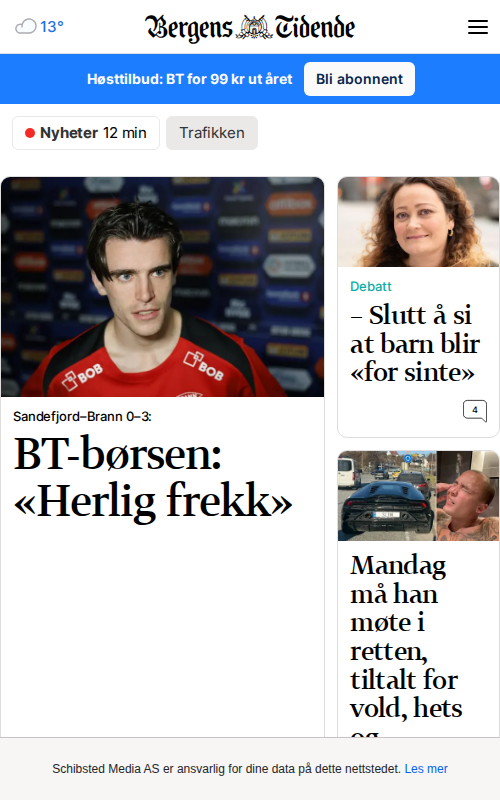 13°
Bergens Tidende
Høsttilbud: BT for 99 kr ut året
Bli abonnent
Nyheter 12 min
Trafikken
BOB
BOB
Sandefjord–Brann 0–3:
BT-børsen:
«Herlig frekk»
Debatt
– Slutt å si
at barn blir
«for sinte»
4
Mandag
må han
møte i
retten,
tiltalt for
vold, hets
og
Schibsted Media AS er ansvarlig for dine data på dette nettstedet. Les mer